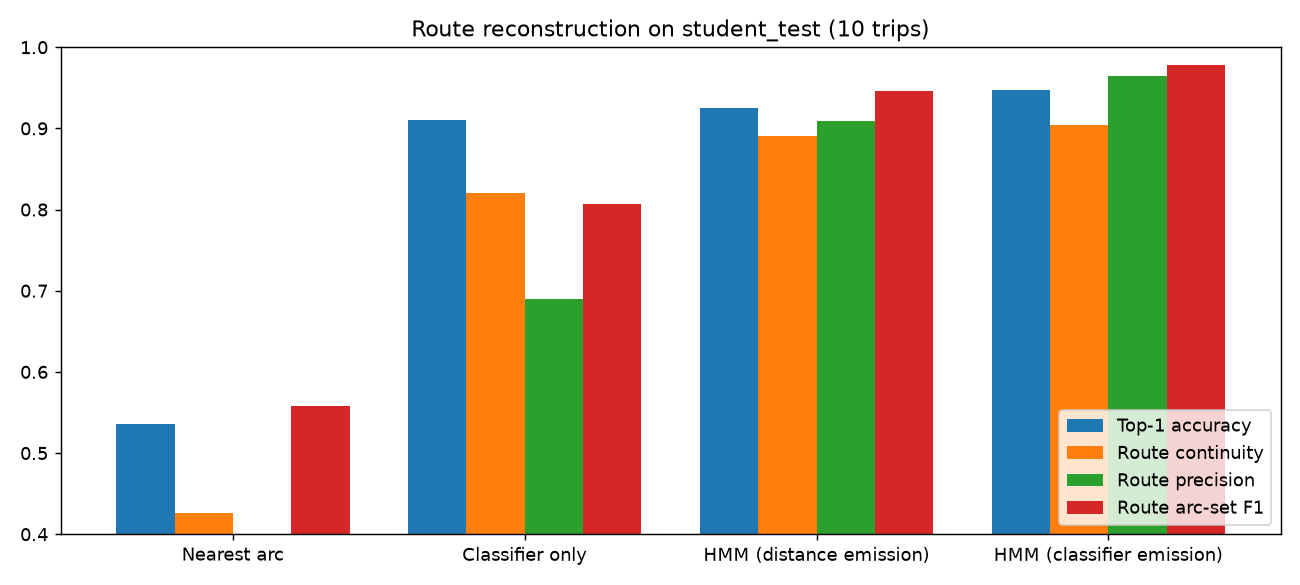 Route reconstruction on student_test (10 trips)
1.0
0.9
0.8
0.7
0.6
0.5
0.4
Nearest arc
Classifier only
HMM (distance emission)
HMM (classifier emission)
Top-1 accuracy
Route continuity
Route precision
Route arc-set F1